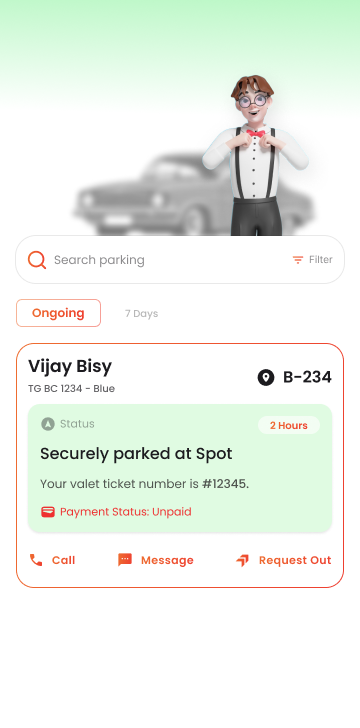 Search parking
Filter
Ongoing
7 Days
Vijay Bisy
TG BC 1234 - Blue
B-234
Status
2 Hours
Securely parked at Spot
Your valet ticket number is #12345.
Payment Status: Unpaid
Call
Message
Request Out